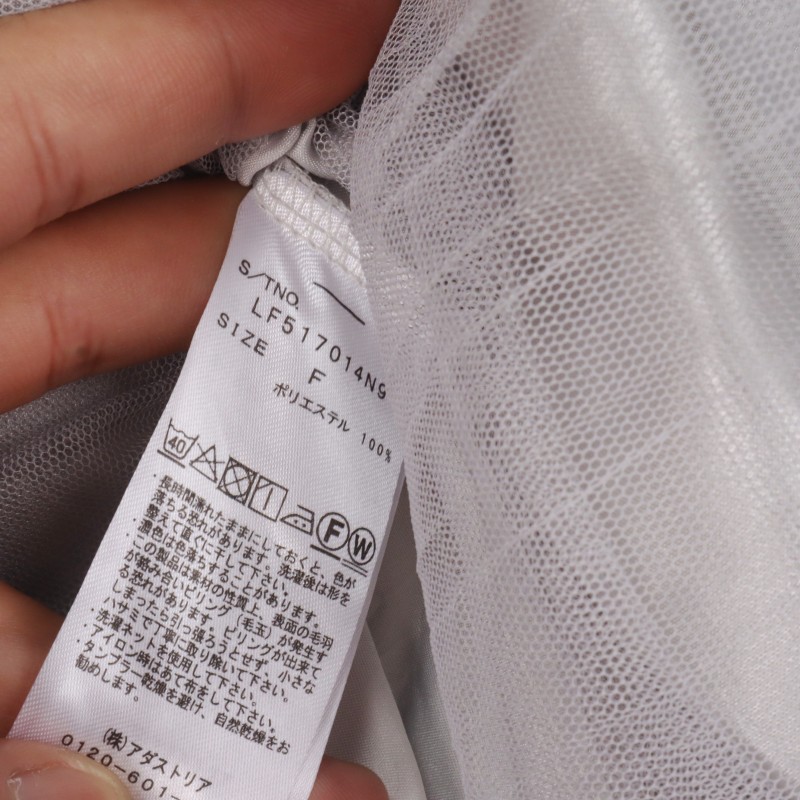 S/TNO.
LF517014N9
SIZE
F
ポリエステル 100%
40
F W
・長時間濡れたままにしておくと、色が
落ちる恐れがあります。洗濯後は形を
整えて直ぐに干して下さい。
・濃色は色落ちすることがあります。
・この製品は素材の性質上、表面の毛羽
が絡み合いピリング(毛玉)が発生す
る恐れがあります。ピリングが出来て
しまったら引っ張ろうとせず、小さな
ハサミで丁寧に取り除いて下さい。
・洗濯ネットを使用して下さい。
・アイロン時はあて布をして下さい。
・タンブラー乾燥を避け、自然乾燥をお
勧めします。
(株)アダストリア
0120-601-